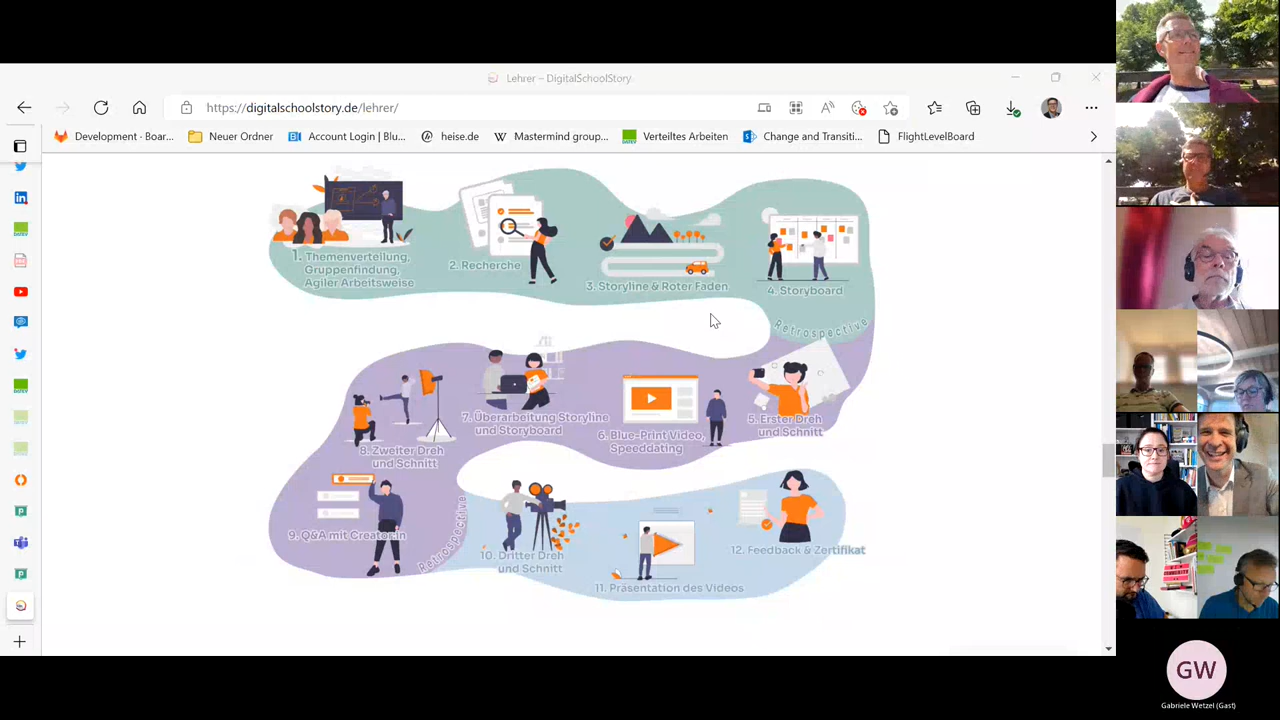 Lehrer – DigitalSchoolStory
https://digitalschoolstory.de/lehrer/
Development - Boar...
Neuer Ordner
Account Login | Blu...
heise.de
Mastermind group...
Verteiltes Arbeiten
Change and Transiti...
FlightLevelBoard
1. Themenverteilung,
Gruppenfindung,
Agiler Arbeitsweise
2. Recherche
3. Storyline & Roter Faden
4. Storyboard
Retrospective
5. Erster Dreh
und Schnitt
6. Blue-Print Video,
Speeddating
7. Überarbeitung Storyline
und Storyboard
8. Zweiter Dreh
und Schnitt
9. Q&A mit Creator:in
Retrospective
10. Dritter Dreh
und Schnitt
11. Präsentation des Videos
12. Feedback & Zertifikat
GW
Gabriele Wetzel (Gast)